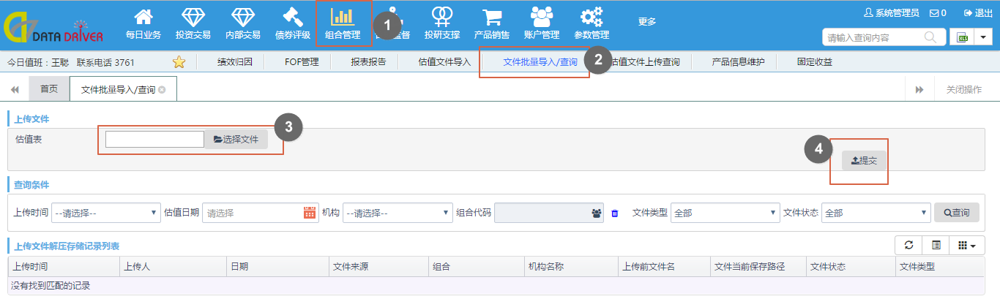 DATA DRIVER
每日业务 投资交易 内部交易 债券评级 组合管理 1 监督 投研支撑 产品销售 账户管理 参数管理 更多
系统管理员 0 退出
请输入查询内容 XLS
今日值班：王聪 联系电话 3761 绩效归因 FOF管理 报表报告 估值文件导入 文件批量导入/查询 2 估值文件上传查询 产品信息维护 固定收益
首页 文件批量导入/查询 关闭操作
上传文件
估值表 选择文件 3
4 提交
查询条件
上传时间 --请选择-- 估值日期 请选择 机构 --请选择-- 组合代码 文件类型 全部 文件状态 全部 查询
上传文件解压存储记录列表
上传时间 上传人 日期 文件来源 组合 机构名称 上传前文件名 文件当前保存路径 文件状态 文件类型
没有找到匹配的记录